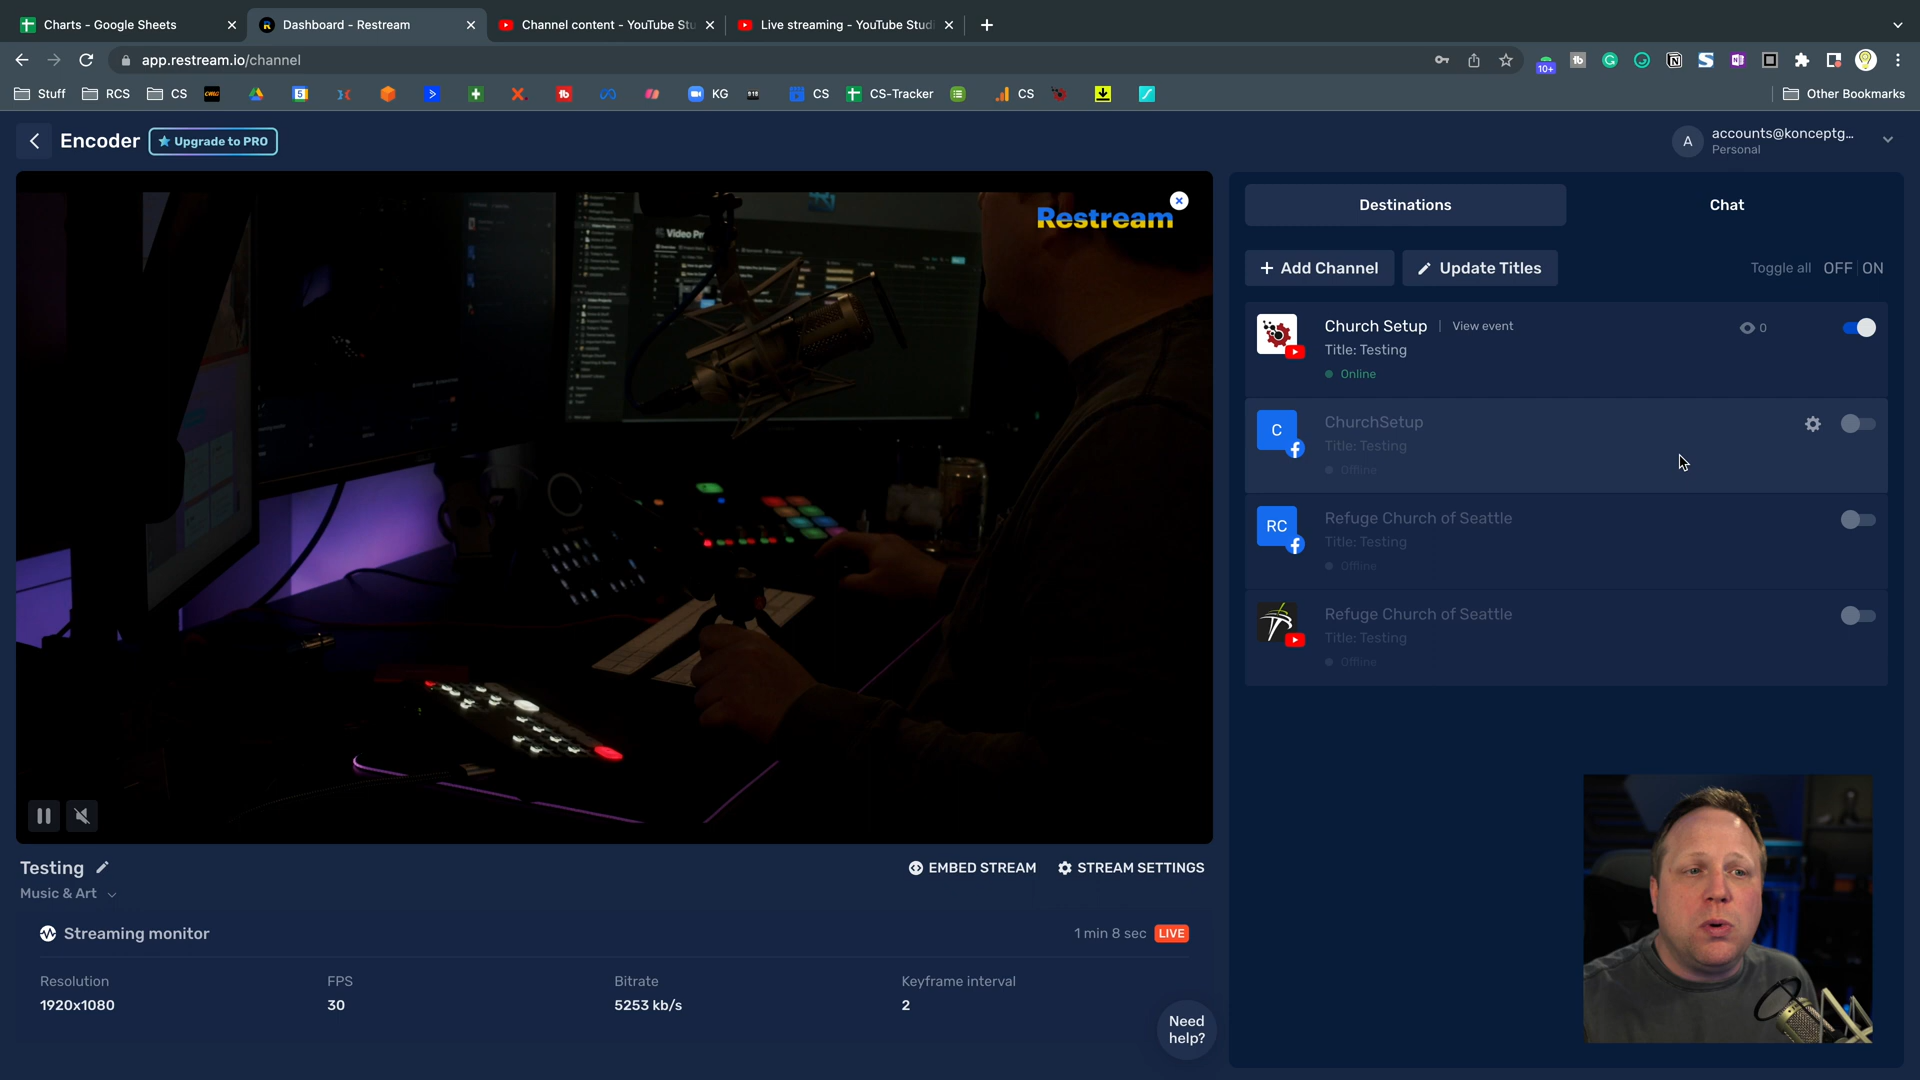 Charts - Google Sheets
Dashboard - Restream
Channel content - YouTube Stu
Live streaming - YouTube Studi
app.restream.io/channel
10+
Stuff
RCS
CS
KG
CS
CS-Tracker
CS
Other Bookmarks
Encoder
Upgrade to PRO
A
accounts@konceptg...
Personal
Restream
Video Pr
Destinations
Chat
Add Channel
Update Titles
Toggle all
OFF
ON
Church Setup
View event
0
Title: Testing
Online
C
ChurchSetup
Title: Testing
Offline
RC
Refuge Church of Seattle
Title: Testing
Offline
Refuge Church of Seattle
Title: Testing
Offline
Testing
EMBED STREAM
STREAM SETTINGS
Music & Art
Streaming monitor
1 min 8 sec
LIVE
Resolution
FPS
Bitrate
Keyframe interval
1920x1080
30
5253 kb/s
2
Need
help?